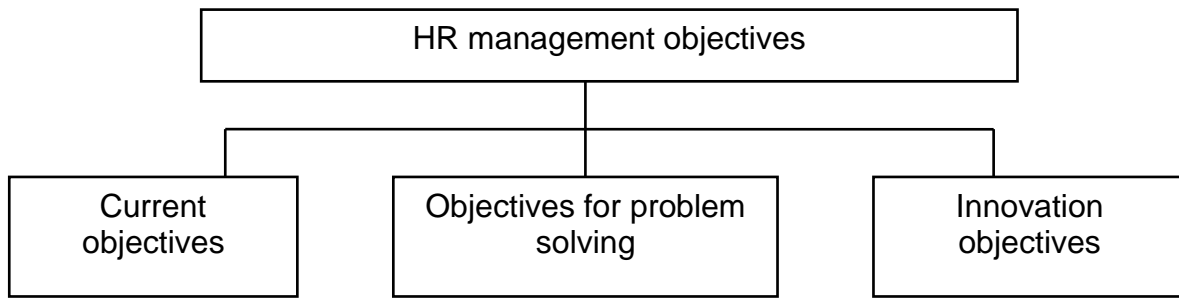 HR management objectives
Current
objectives
Objectives for problem
solving
Innovation
objectives